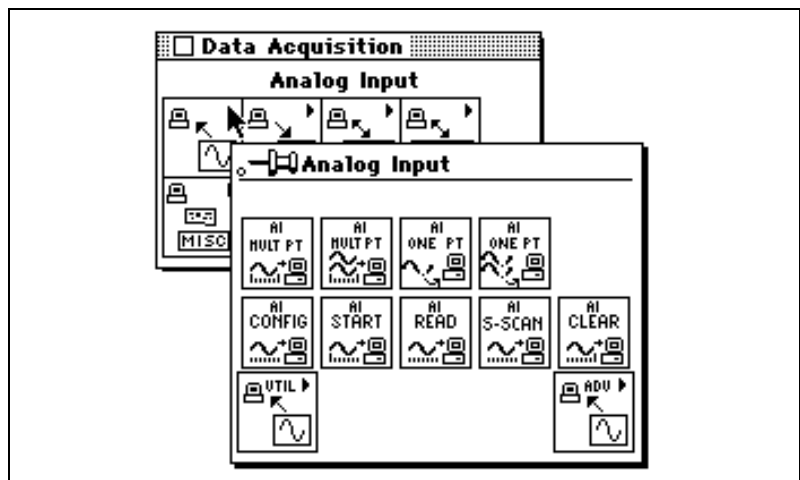 Data Acquisition
Analog Input
MISC
Analog Input
AI MULT PT
AI MULT PT
AI ONE PT
AI ONE PT
AI CONFIG
AI START
AI READ
AI S-SCAN
AI CLEAR
UTIL
ADV